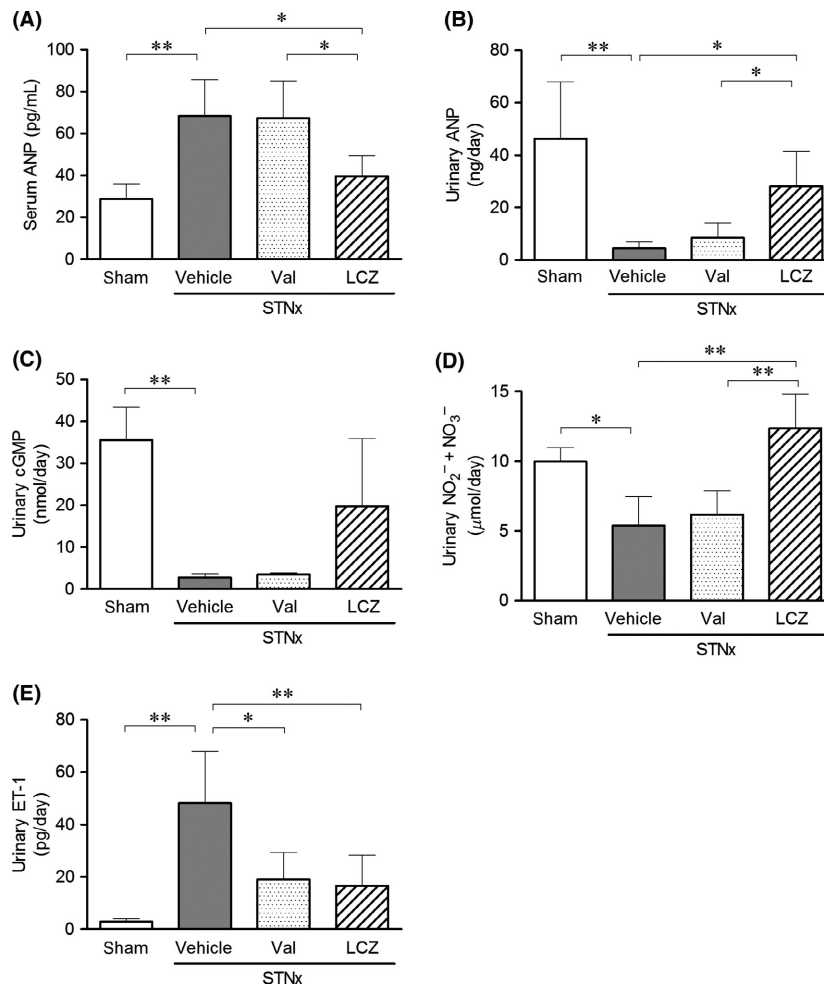 (A)
Serum ANP (pg/mL)
100
80
60
40
20
0
**
*
*
Sham Vehicle Val LCZ
STNx
(B)
Urinary ANP
(ng/day)
80
60
40
20
0
**
*
*
Sham Vehicle Val LCZ
STNx
(C)
Urinary cGMP
(nmol/day)
50
40
30
20
10
0
**
Sham Vehicle Val LCZ
STNx
(D)
Urinary NO₂⁻ + NO₃⁻
(μmol/day)
15
10
5
0
*
**
**
Sham Vehicle Val LCZ
STNx
(E)
Urinary ET-1
(pg/day)
80
60
40
20
0
**
*
**
Sham Vehicle Val LCZ
STNx